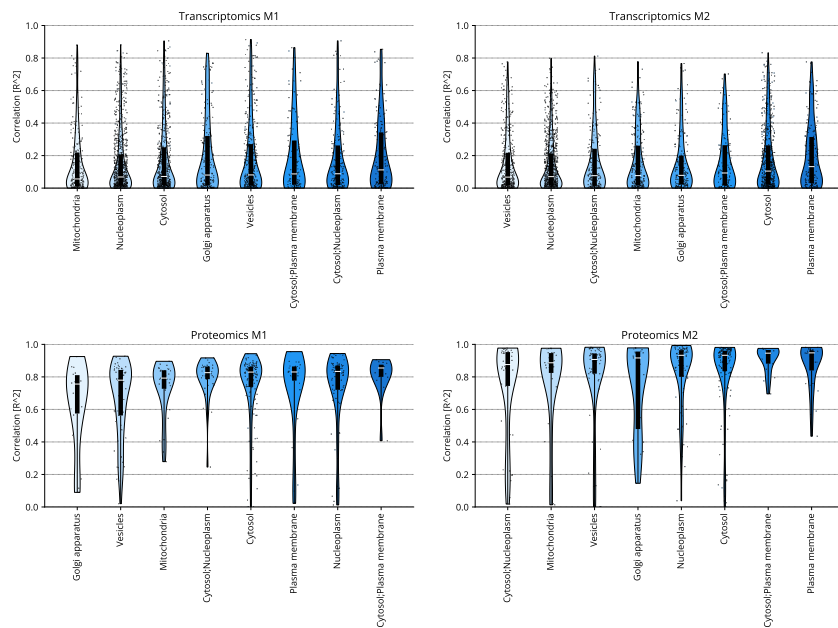 Transcriptomics M1
Correlation [R^2]
1.0
0.8
0.6
0.4
0.2
0.0
Mitochondria
Nucleoplasm
Cytosol
Golgi apparatus
Vesicles
Cytosol;Plasma membrane
Cytosol;Nucleoplasm
Plasma membrane
Transcriptomics M2
Correlation [R^2]
1.0
0.8
0.6
0.4
0.2
0.0
Vesicles
Nucleoplasm
Cytosol;Nucleoplasm
Mitochondria
Golgi apparatus
Cytosol;Plasma membrane
Cytosol
Plasma membrane
Proteomics M1
Correlation [R^2]
1.0
0.8
0.6
0.4
0.2
0.0
Golgi apparatus
Vesicles
Mitochondria
Cytosol;Nucleoplasm
Cytosol
Plasma membrane
Nucleoplasm
Cytosol;Plasma membrane
Proteomics M2
Correlation [R^2]
1.0
0.8
0.6
0.4
0.2
0.0
Cytosol;Nucleoplasm
Mitochondria
Vesicles
Golgi apparatus
Nucleoplasm
Cytosol
Cytosol;Plasma membrane
Plasma membrane